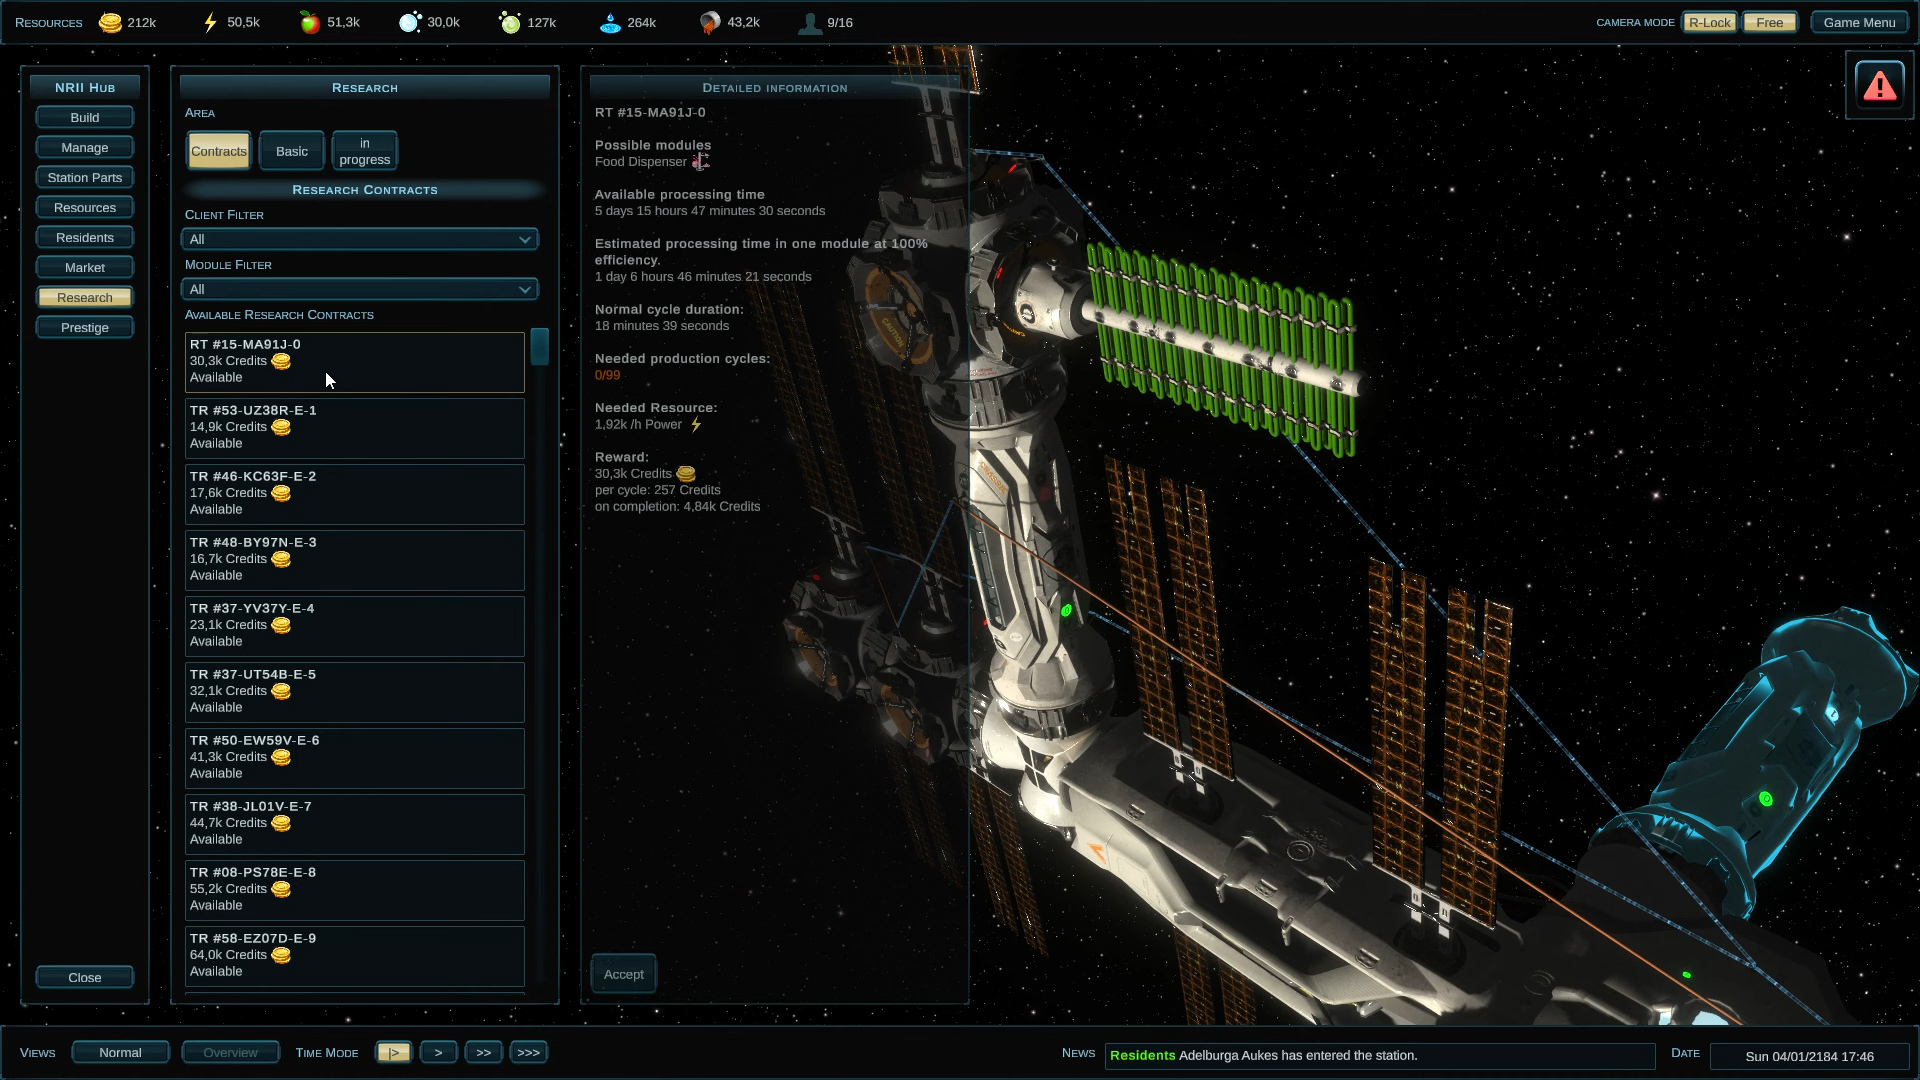 RESOURCES 212k 50,5k 51,3k 30,0k 127k 264k 43,2k 9/16 CAMERA MODE R-Lock Free Game Menu
NRII HUB
Build
Manage
Station Parts
Resources
Residents
Market
Research
Prestige
Close
RESEARCH
AREA
Contracts Basic in progress
RESEARCH CONTRACTS
CLIENT FILTER
All
MODULE FILTER
All
AVAILABLE RESEARCH CONTRACTS
RT #15-MA91J-0
30,3k Credits
Available
TR #53-UZ38R-E-1
14,9k Credits
Available
TR #46-KC63F-E-2
17,6k Credits
Available
TR #48-BY97N-E-3
16,7k Credits
Available
TR #37-YV37Y-E-4
23,1k Credits
Available
TR #37-UT54B-E-5
32,1k Credits
Available
TR #50-EW59V-E-6
41,3k Credits
Available
TR #38-JL01V-E-7
44,7k Credits
Available
TR #08-PS78E-E-8
55,2k Credits
Available
TR #58-EZ07D-E-9
64,0k Credits
Available
DETAILED INFORMATION
RT #15-MA91J-0
Possible modules
Food Dispenser
Available processing time
5 days 15 hours 47 minutes 30 seconds
Estimated processing time in one module at 100%
efficiency.
1 day 6 hours 46 minutes 21 seconds
Normal cycle duration:
18 minutes 39 seconds
Needed production cycles:
0/99
Needed Resource:
1,92k /h Power
Reward:
30,3k Credits
per cycle: 257 Credits
on completion: 4,84k Credits
Accept
VIEWS Normal Overview TIME MODE |> > >> >>> NEWS Residents Adelburga Aukes has entered the station. DATE Sun 04/01/2184 17:46